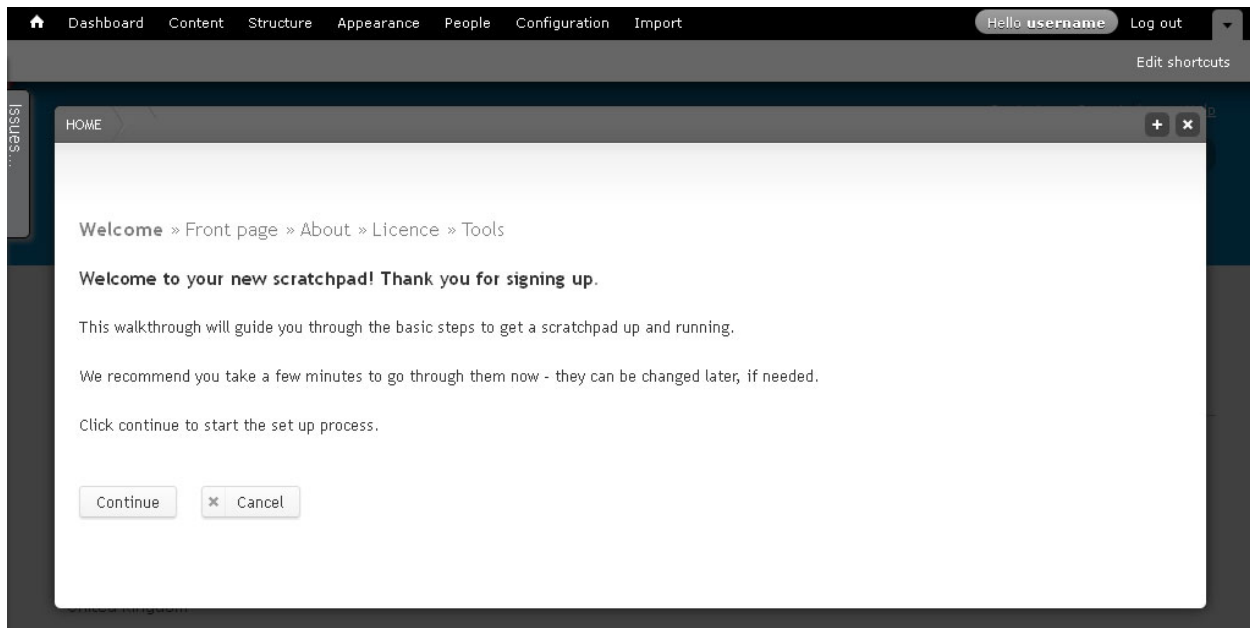 Dashboard Content Structure Appearance People Configuration Import Hello username Log out
Edit shortcuts
Issues...
HOME
Welcome » Front page » About » Licence » Tools
Welcome to your new scratchpad! Thank you for signing up.
This walkthrough will guide you through the basic steps to get a scratchpad up and running.
We recommend you take a few minutes to go through them now - they can be changed later, if needed.
Click continue to start the set up process.
Continue Cancel
United Kingdom